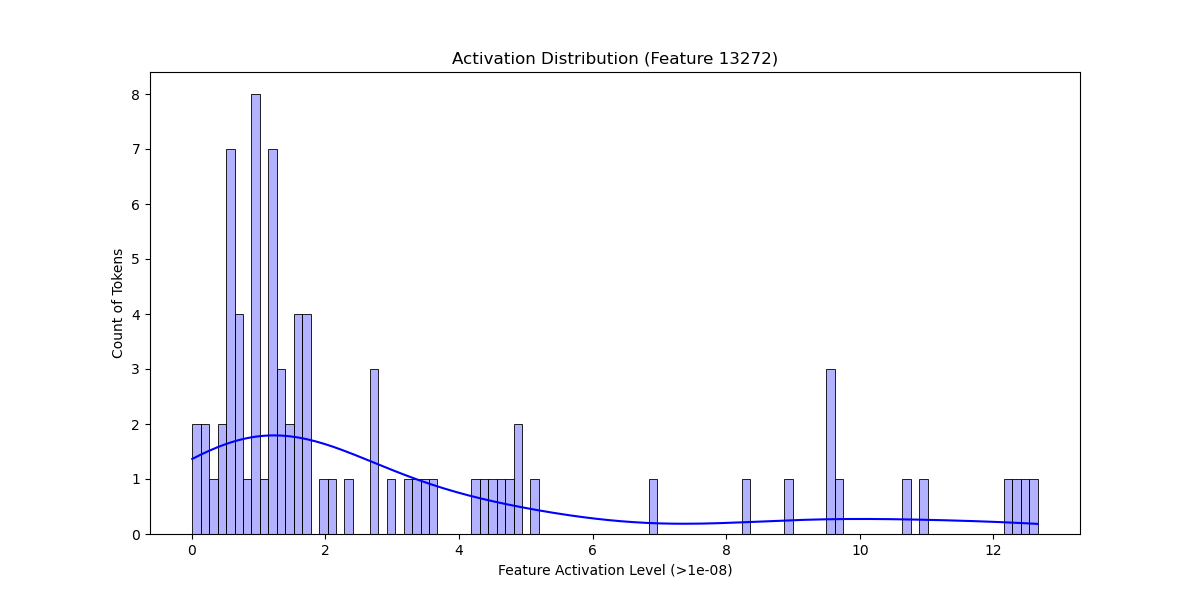 Activation Distribution (Feature 13272)
8
7
6
5
4
3
2
1
0
Count of Tokens
0 2 4 6 8 10 12
Feature Activation Level (>1e-08)